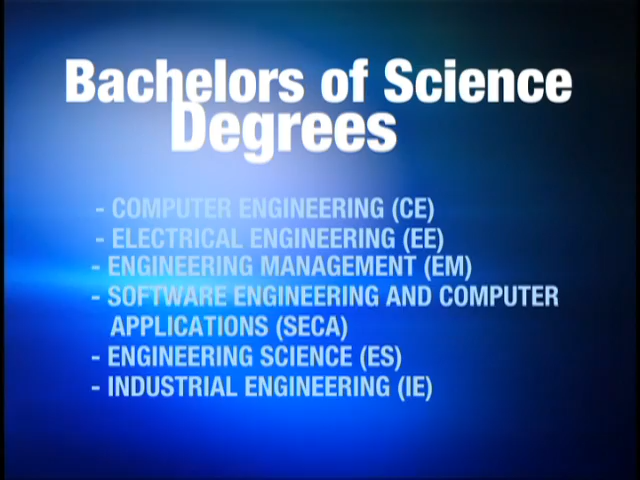 Bachelors of Science
Degrees
- COMPUTER ENGINEERING (CE)
- ELECTRICAL ENGINEERING (EE)
- ENGINEERING MANAGEMENT (EM)
- SOFTWARE ENGINEERING AND COMPUTER
APPLICATIONS (SECA)
- ENGINEERING SCIENCE (ES)
- INDUSTRIAL ENGINEERING (IE)